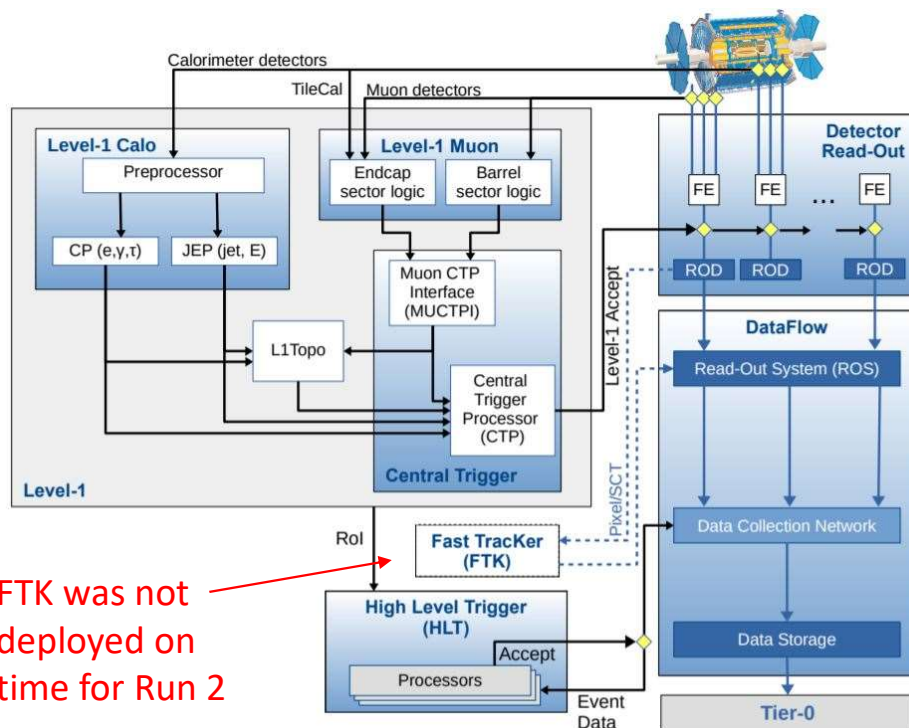 Calorimeter detectors
TileCal
Muon detectors
Level-1 Calo
Preprocessor
CP (e,γ,τ)
JEP (jet, E)
Level-1 Muon
Endcap
sector logic
Barrel
sector logic
Muon CTP
Interface
(MUCTPI)
L1Topo
Central
Trigger
Processor
(CTP)
Central Trigger
Level-1
Level-1 Accept
Detector
Read-Out
FE
FE
...
FE
ROD
ROD
ROD
DataFlow
Read-Out System (ROS)
Data Collection Network
Data Storage
Tier-0
Pixel/SCT
RoI
Fast TracKer
(FTK)
High Level Trigger
(HLT)
Accept
Processors
Event
Data
FTK was not
deployed on
time for Run 2